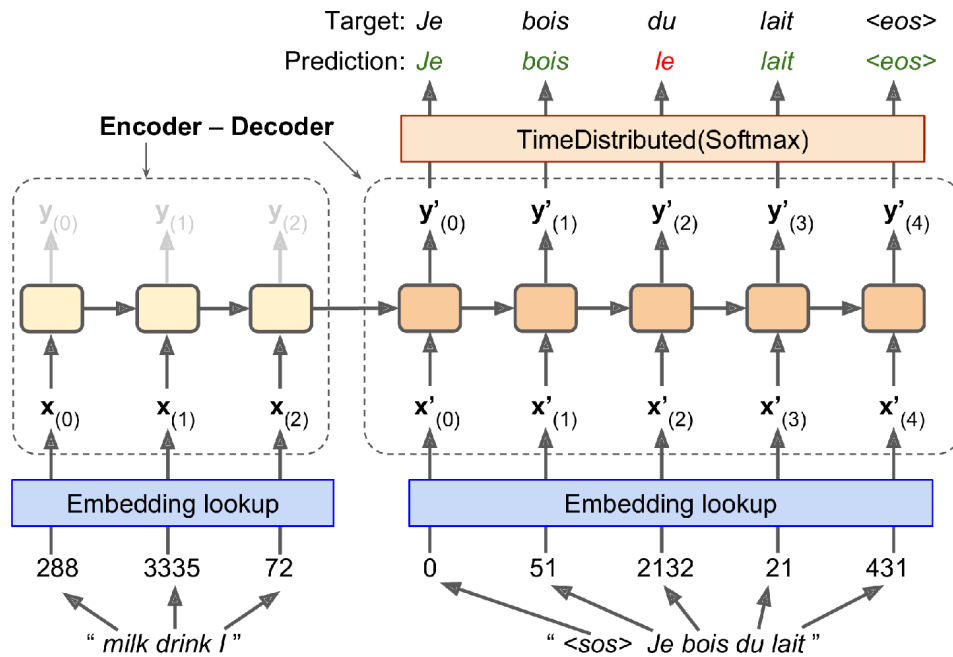 Target: Je bois du lait <eos>
Prediction: Je bois le lait <eos>
Encoder – Decoder
TimeDistributed(Softmax)
y(0) y(1) y(2) y'(0) y'(1) y'(2) y'(3) y'(4)
x(0) x(1) x(2) x'(0) x'(1) x'(2) x'(3) x'(4)
Embedding lookup Embedding lookup
288 3335 72 0 51 2132 21 431
“ milk drink I ” “ <sos> Je bois du lait ”